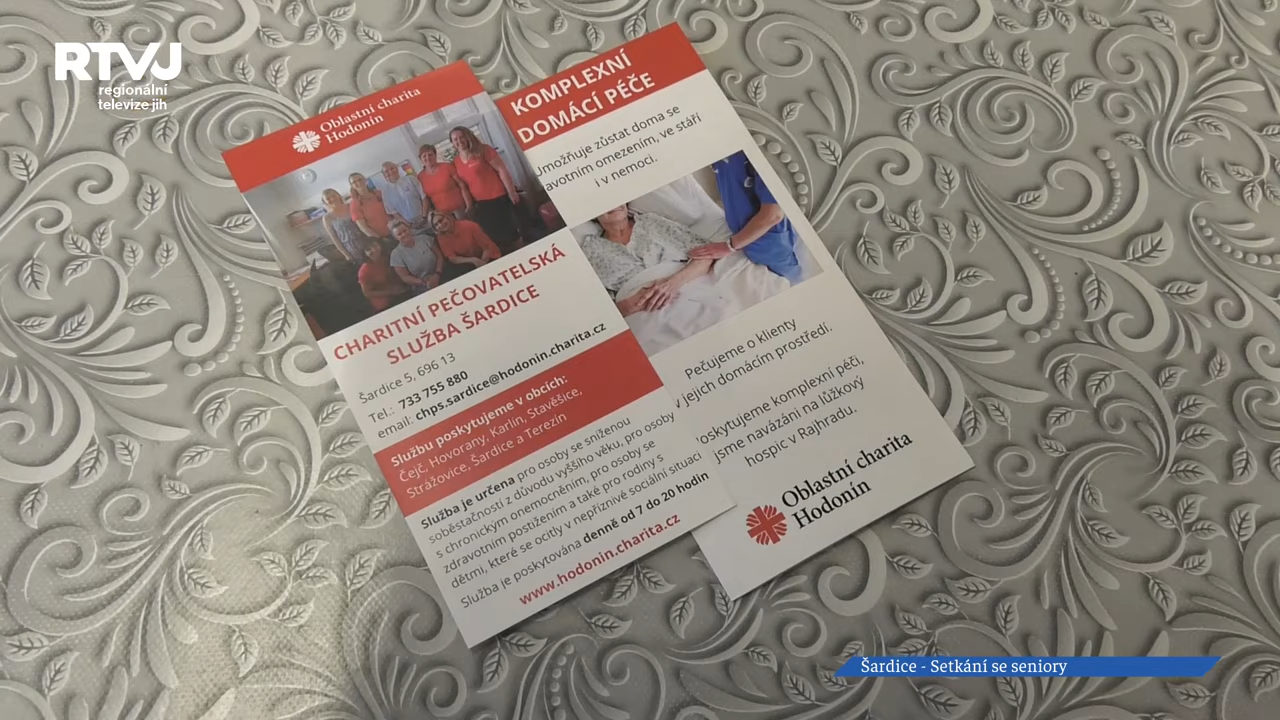 RTVJ
regionální
televize jih
Oblastní charita
Hodonín
CHARITNÍ PEČOVATELSKÁ
SLUŽBA ŠARDICE
Šardice 5, 696 13
Tel.: 733 755 880
email: chps.sardice@hodonin.charita.cz
Službu poskytujeme v obcích:
Čejč, Hovorany, Karlín, Stavěšice,
Strážovice, Šardice a Terezín
Služba je určena pro osoby se sníženou
soběstačností z důvodu vyššího věku, pro osoby
s chronickým onemocněním, pro osoby se
zdravotním postižením a také pro rodiny s
dětmi, které se ocitly v nepříznivé sociální situaci
Služba je poskytována denně od 7 do 20 hodin
www.hodonin.charita.cz
KOMPLEXNÍ
DOMÁCÍ PÉČE
umožňuje zůstat doma se
avotním omezením, ve stáří
i v nemoci.
Pečujeme o klienty
v jejich domácím prostředí.
oskytujeme komplexní péči,
jsme navázáni na lůžkový
hospic v Rajhradu.
Oblastní charita
Hodonín
Šardice - Setkání se seniory